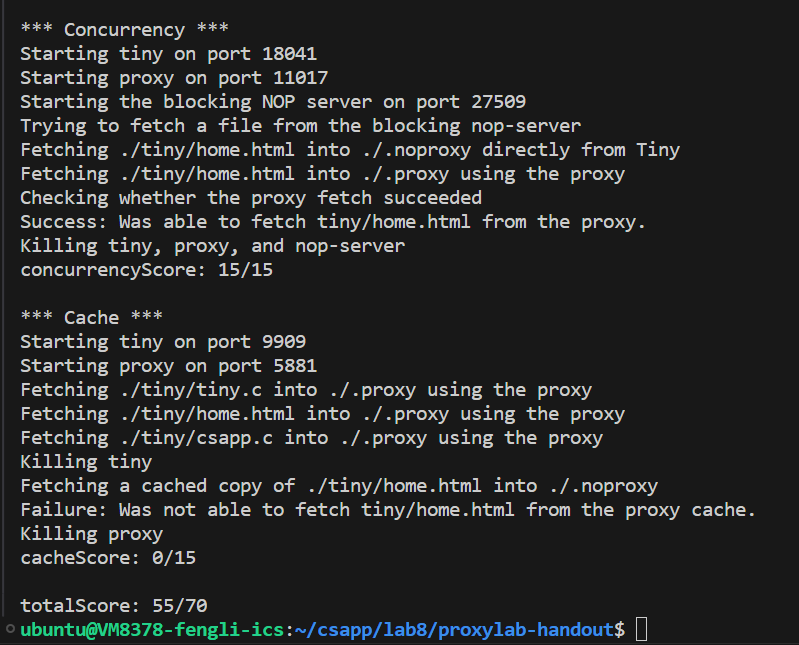 *** Concurrency ***
Starting tiny on port 18041
Starting proxy on port 11017
Starting the blocking NOP server on port 27509
Trying to fetch a file from the blocking nop-server
Fetching ./tiny/home.html into ./.noproxy directly from Tiny
Fetching ./tiny/home.html into ./.proxy using the proxy
Checking whether the proxy fetch succeeded
Success: Was able to fetch tiny/home.html from the proxy.
Killing tiny, proxy, and nop-server
concurrencyScore: 15/15

*** Cache ***
Starting tiny on port 9909
Starting proxy on port 5881
Fetching ./tiny/tiny.c into ./.proxy using the proxy
Fetching ./tiny/home.html into ./.proxy using the proxy
Fetching ./tiny/csapp.c into ./.proxy using the proxy
Killing tiny
Fetching a cached copy of ./tiny/home.html into ./.noproxy
Failure: Was not able to fetch tiny/home.html from the proxy cache.
Killing proxy
cacheScore: 0/15

totalScore: 55/70
ubuntu@VM8378-fengli-ics:~/csapp/lab8/proxylab-handout$